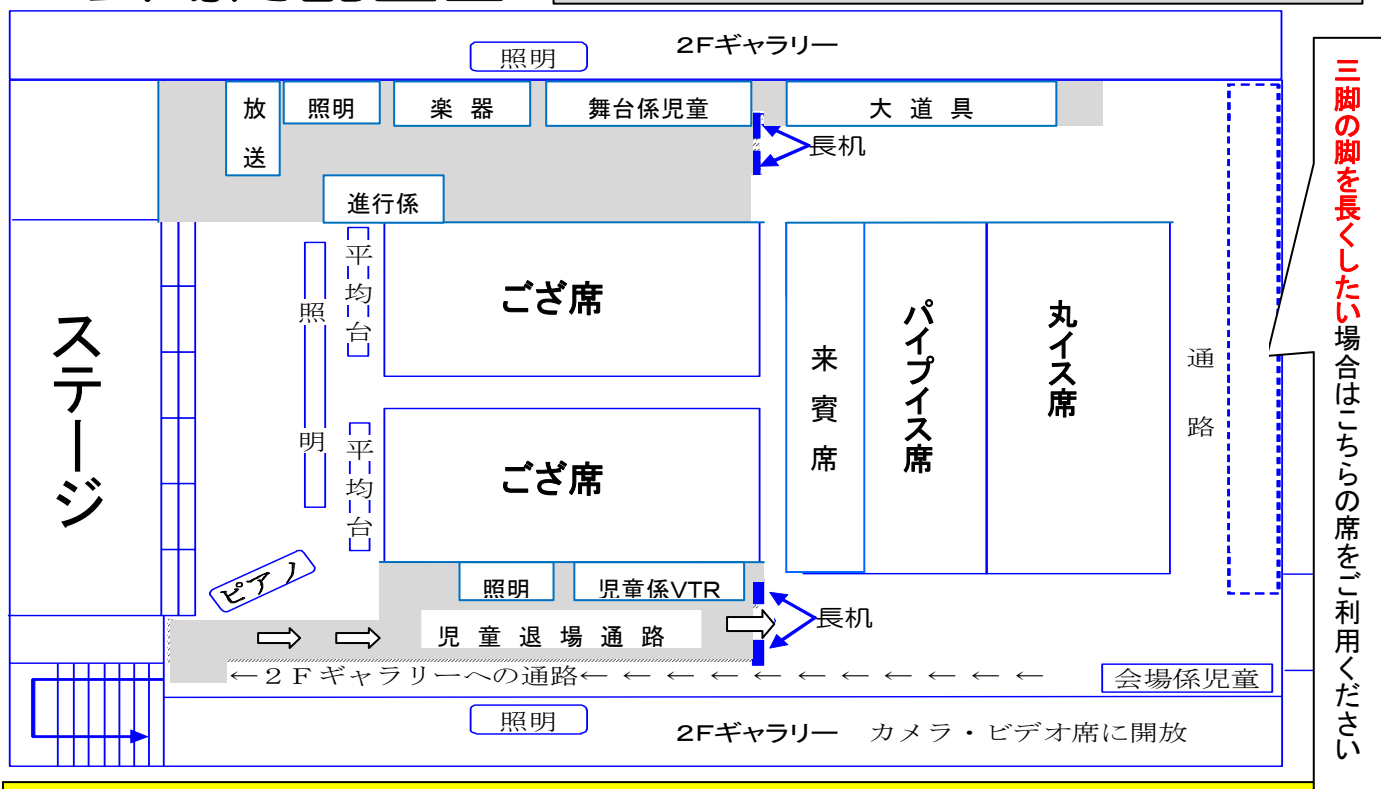 2Fギャラリー
照明
放送
照明
楽器
舞台係児童
大道具
長机
進行係
三脚の脚を長くしたい場合はこちらの席をご利用ください
ステージ
照明
平均台
ござ席
来賓席
パイプイス席
丸イス席
通路
平均台
ござ席
ピアノ
照明
児童係VTR
長机
児童退場通路
←2Fギャラリーへの通路← ← ← ← ← ← ← ← ← ← ←
会場係児童
照明
2Fギャラリー カメラ・ビデオ席に開放